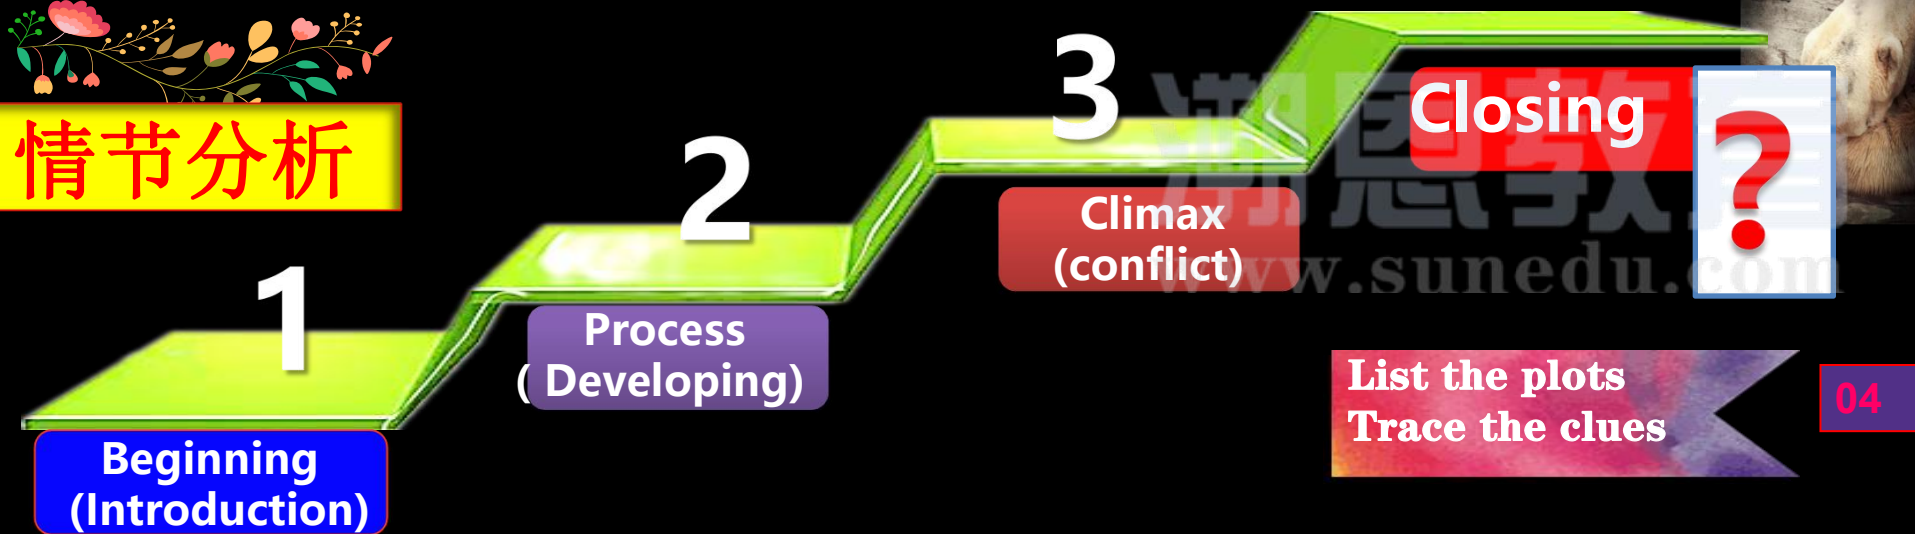 情节分析
1
Beginning
(Introduction)
2
Process
( Developing)
3
Climax
(conflict)
Closing
?
List the plots
Trace the clues
04
www.sunedu.com